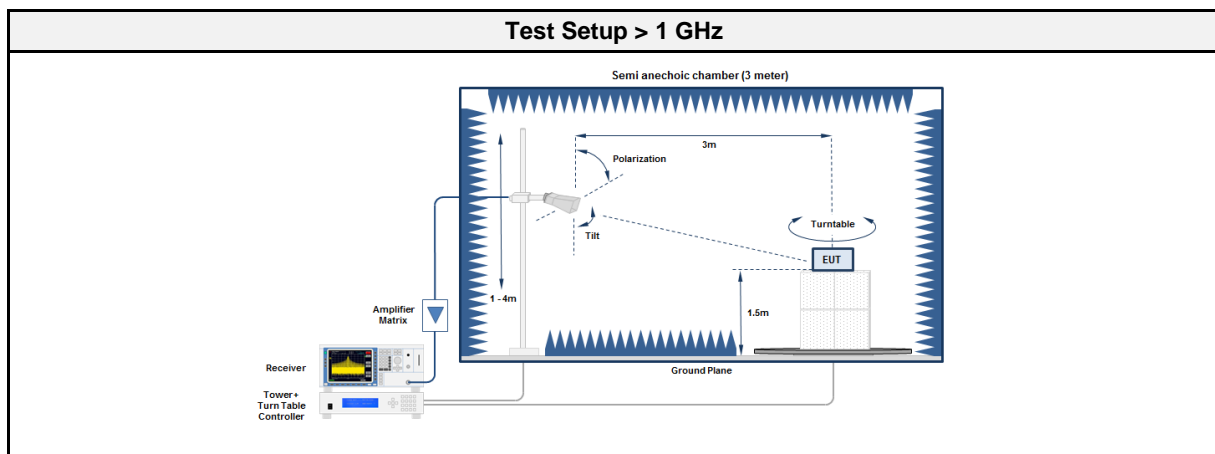 Test Setup > 1 GHz
Semi anechoic chamber (3 meter)
3m
Polarization
Tilt
Turntable
EUT
1 - 4m
1.5m
Amplifier
Matrix
Ground Plane
Receiver
Tower+
Turn Table
Controller